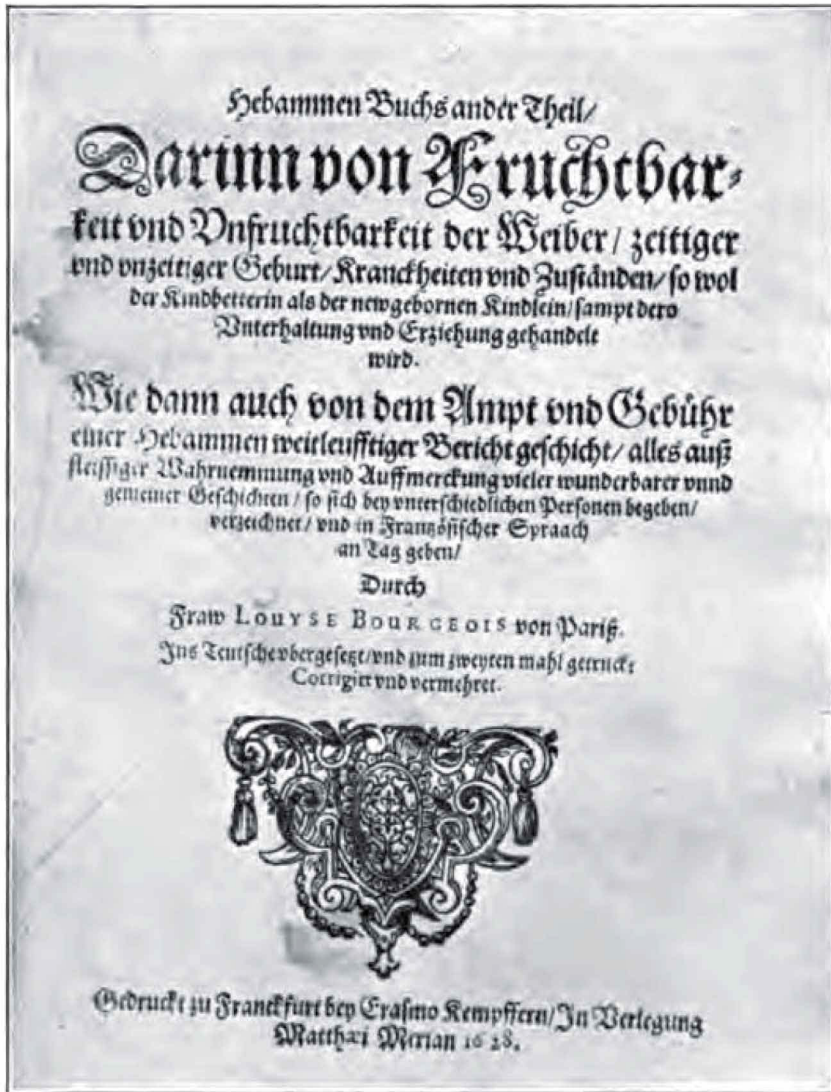 Hebammen Buchs ander Theil/
Darinn von Fruchtbar-
keit vnd Vnfruchtbarkeit der Weiber/ zeitiger
vnd vnzeitiger Geburt/ Kranckheiten vnd Zuständen/ so wol
der Kindbetterin als der newgebornen Kindlein/ sampt dero
Vnterhaltung vnd Erziehung gehandelt
wird.
Wie dann auch von dem Ampt vnd Gebühr
einer Hebammen weitleufftiger Bericht geschicht/ alles auß
fleissiger Wahrnemmung vnd Auffmerckung vieler wunderbarer vnnd
gemeiner Geschichten/ so sich bey vnterschiedlichen Personen begeben/
verzeichnet/ vnd in Französischer Spraach
an Tag geben/
Durch
Fraw LOUYSE BOURGEOIS von Pariß.
Ins Teutsche vbergesetzt/ vnd zum zweyten mahl getruckt
Corrigiert vnd vermehret.
Gedruckt zu Franckfurt bey Erasmo Kempffern/ In Verlegung
Matthæi Merian 1628.